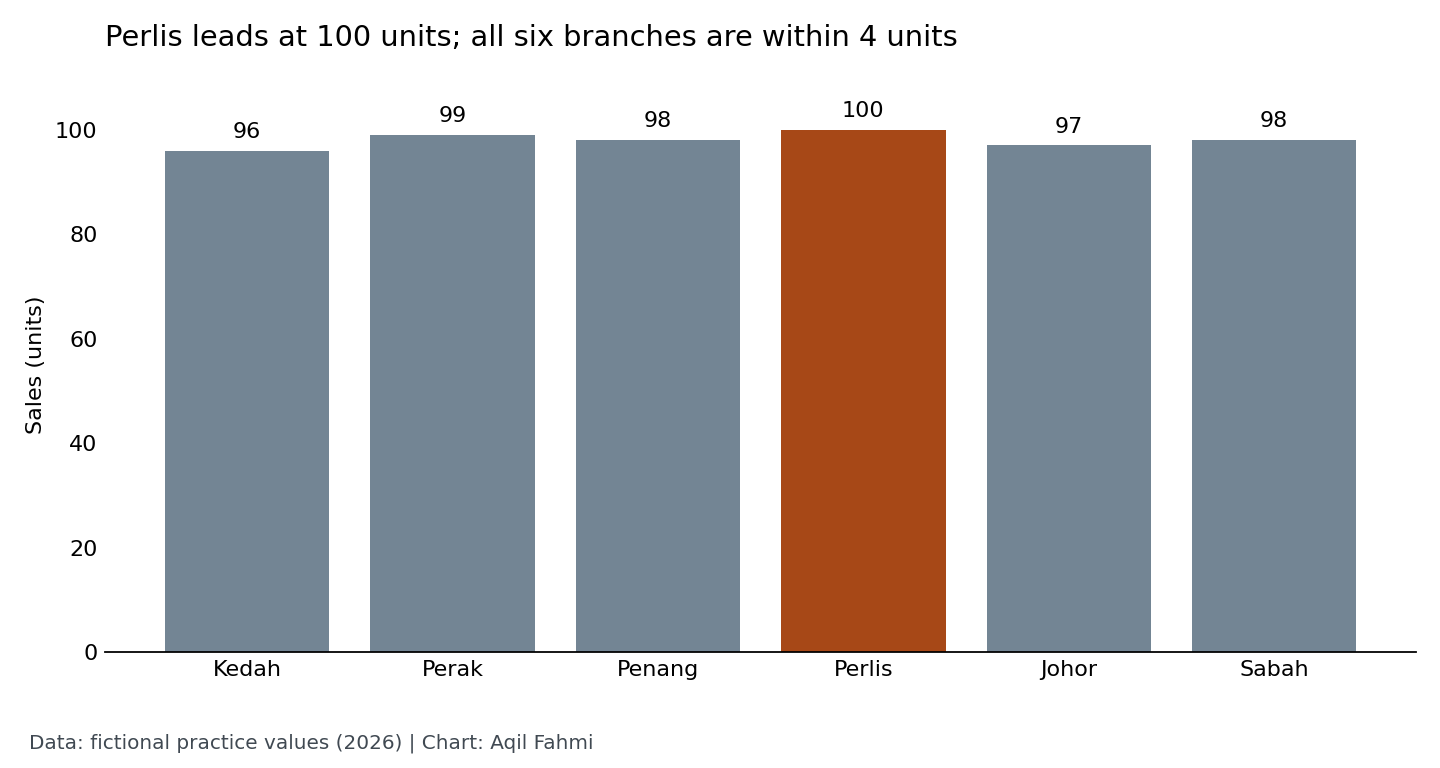 Perlis leads at 100 units; all six branches are within 4 units
Sales (units)
100
80
60
40
20
0
96
99
98
100
97
98
Kedah
Perak
Penang
Perlis
Johor
Sabah
Data: fictional practice values (2026) | Chart: Aqil Fahmi